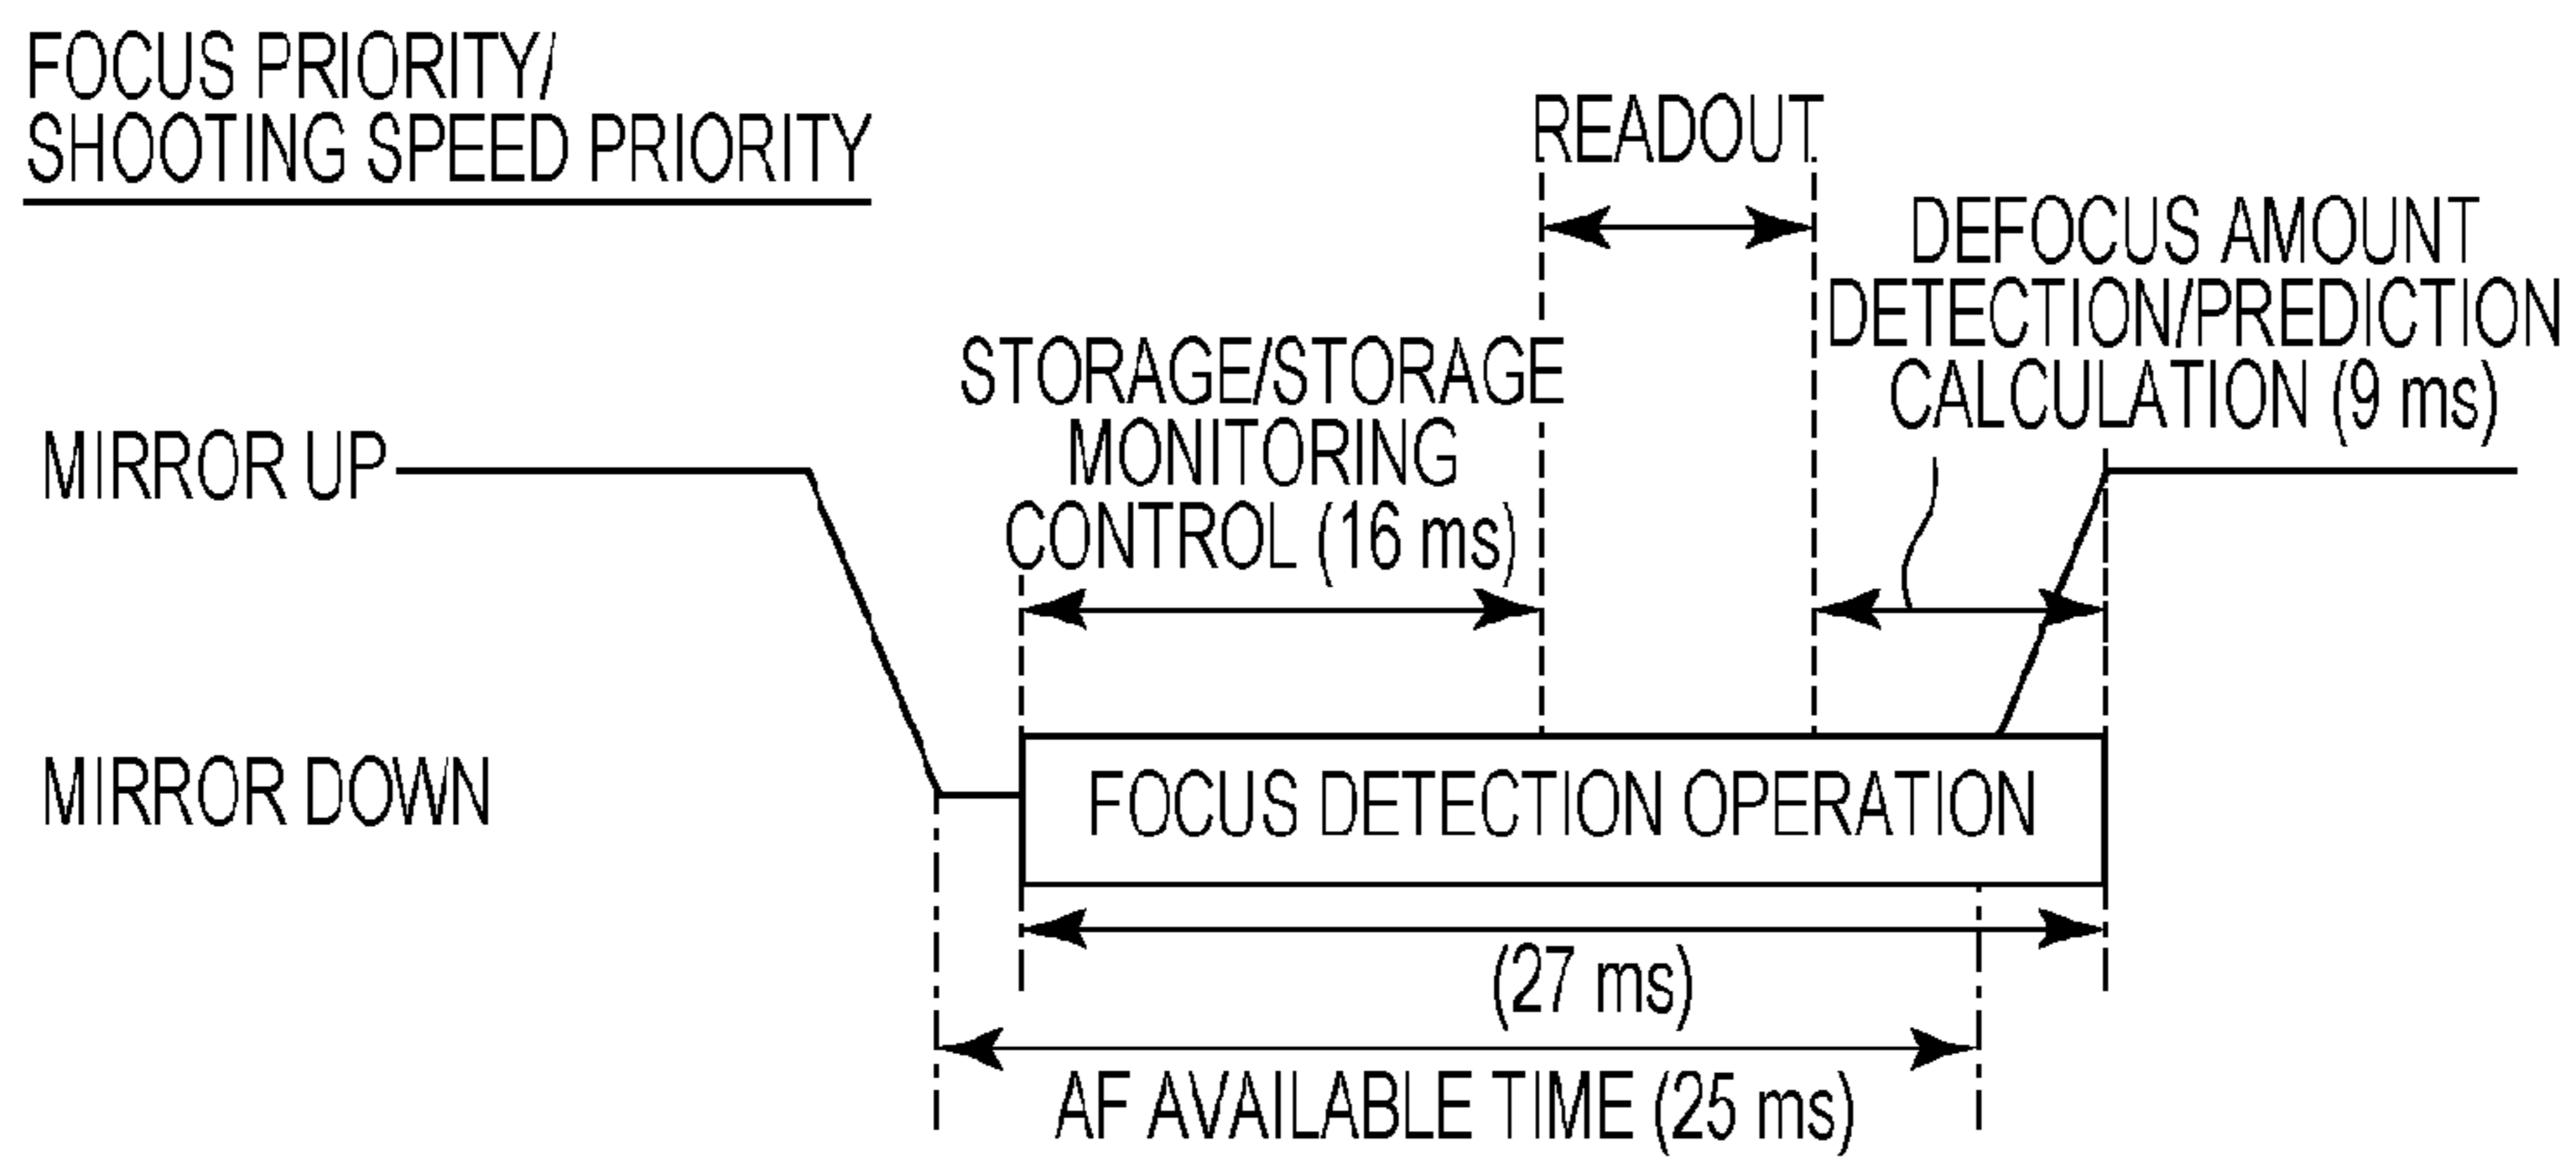 FOCUS PRIORITY/
SHOOTING SPEED PRIORITY
READOUT
DEFOCUS AMOUNT
DETECTION/PREDICTION
CALCULATION (9 ms)
STORAGE/STORAGE
MONITORING
CONTROL (16 ms)
MIRROR UP
MIRROR DOWN
FOCUS DETECTION OPERATION
(27 ms)
AF AVAILABLE TIME (25 ms)